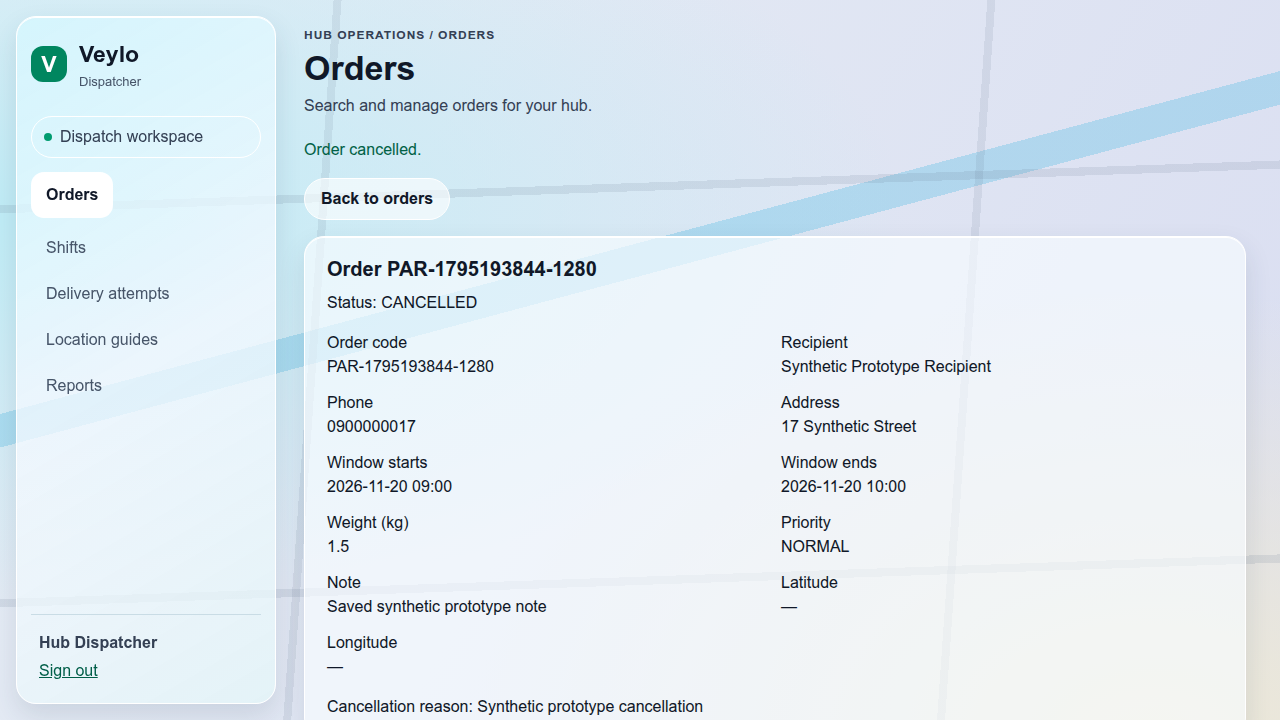 V
Veylo
Dispatcher
Dispatch workspace
Orders
Shifts
Delivery attempts
Location guides
Reports
Hub Dispatcher
Sign out
HUB OPERATIONS / ORDERS
Orders
Search and manage orders for your hub.
Order cancelled.
Back to orders
Order PAR-1795193844-1280
Status: CANCELLED
Order code
PAR-1795193844-1280
Recipient
Synthetic Prototype Recipient
Phone
0900000017
Address
17 Synthetic Street
Window starts
2026-11-20 09:00
Window ends
2026-11-20 10:00
Weight (kg)
1.5
Priority
NORMAL
Note
Saved synthetic prototype note
Latitude
—
Longitude
—
Cancellation reason: Synthetic prototype cancellation